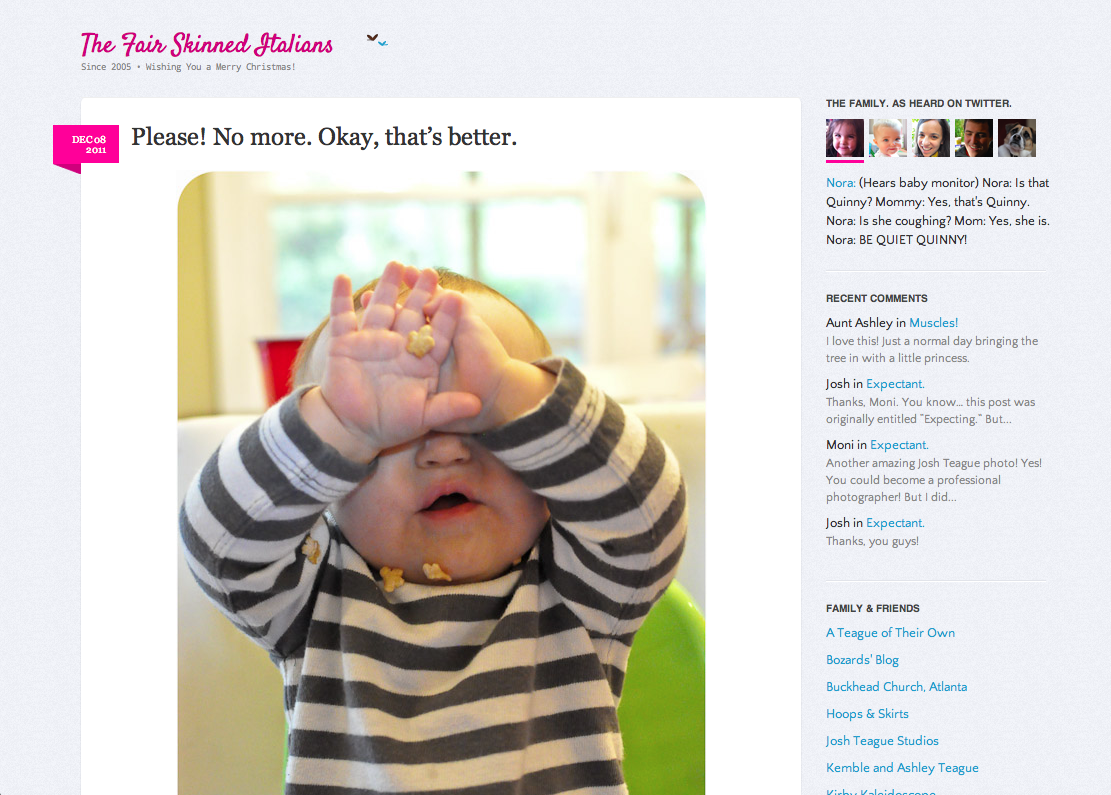 The Fair Skinned Italians
Since 2005 • Wishing You a Merry Christmas!
DEC 08
2011
Please! No more. Okay, that’s better.
THE FAMILY. AS HEARD ON TWITTER.
Nora: (Hears baby monitor) Nora: Is that
Quinny? Mommy: Yes, that's Quinny.
Nora: Is she coughing? Mom: Yes, she is.
Nora: BE QUIET QUINNY!
RECENT COMMENTS
Aunt Ashley in Muscles!
I love this! Just a normal day bringing the
tree in with a little princess.
Josh in Expectant.
Thanks, Moni. You know... this post was
originally entitled "Expecting." But...
Moni in Expectant.
Another amazing Josh Teague photo! Yes!
You could become a professional
photographer! But I did...
Josh in Expectant.
Thanks, you guys!
FAMILY & FRIENDS
A Teague of Their Own
Bozards' Blog
Buckhead Church, Atlanta
Hoops & Skirts
Josh Teague Studios
Kemble and Ashley Teague
Kirby Kaleidoscope